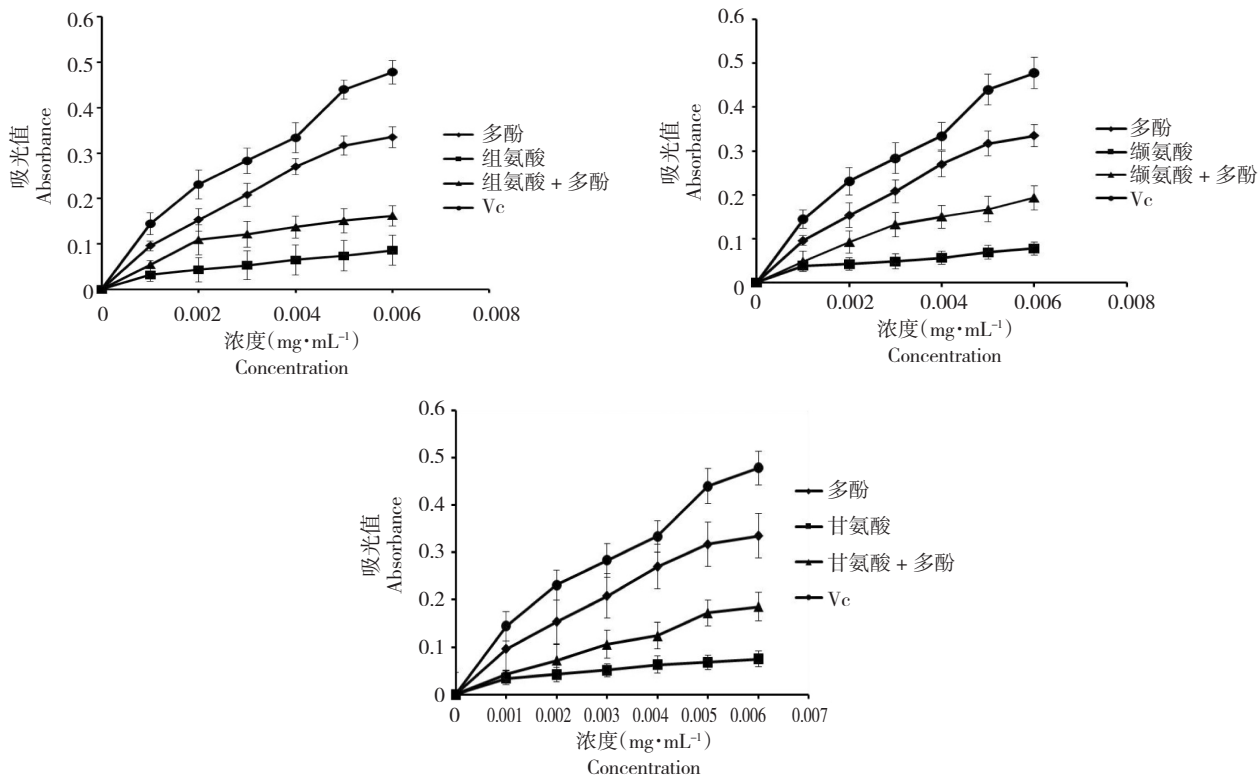 0.6
0.5
0.4
0.3
0.2
0.1
0
吸光值
Absorbance
0
0.002
0.004
0.006
0.008
浓度(mg·mL⁻¹)
Concentration
多酚
组氨酸
组氨酸 + 多酚
Vc
0.6
0.5
0.4
0.3
0.2
0.1
0
吸光值
Absorbance
0
0.002
0.004
0.006
0.008
浓度(mg·mL⁻¹)
Concentration
多酚
缬氨酸
缬氨酸 + 多酚
Vc
0.6
0.5
0.4
0.3
0.2
0.1
0
吸光值
Absorbance
0
0.001
0.002
0.003
0.004
0.005
0.006
0.007
浓度(mg·mL⁻¹)
Concentration
多酚
甘氨酸
甘氨酸 + 多酚
Vc